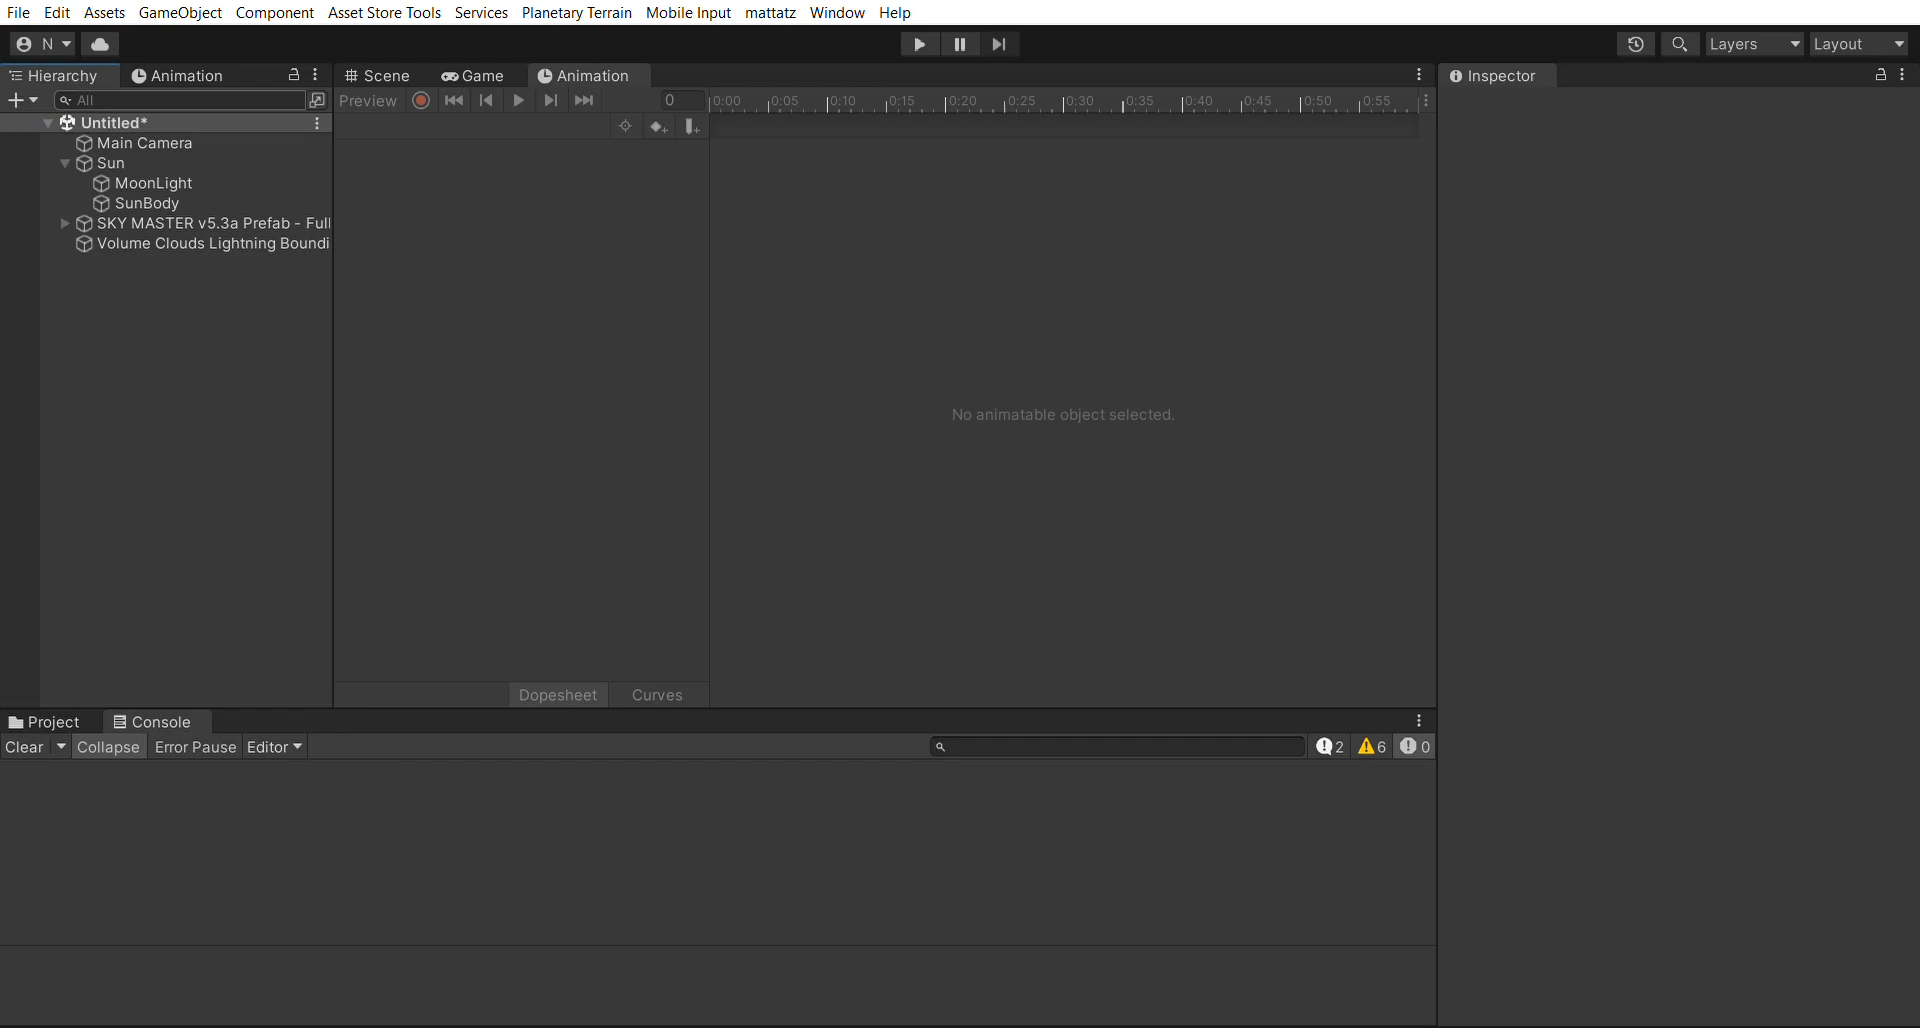 File Edit Assets GameObject Component Asset Store Tools Services Planetary Terrain Mobile Input mattatz Window Help
N Layers Layout
Hierarchy Animation Scene Game Animation Inspector
All Preview 0 0:00 0:05 0:10 0:15 0:20 0:25 0:30 0:35 0:40 0:45 0:50 0:55
Untitled*
Main Camera
Sun
MoonLight
SunBody
SKY MASTER v5.3a Prefab - Full
Volume Clouds Lightning Boundi
No animatable object selected.
Dopesheet Curves
Project Console
Clear Collapse Error Pause Editor 2 6 0